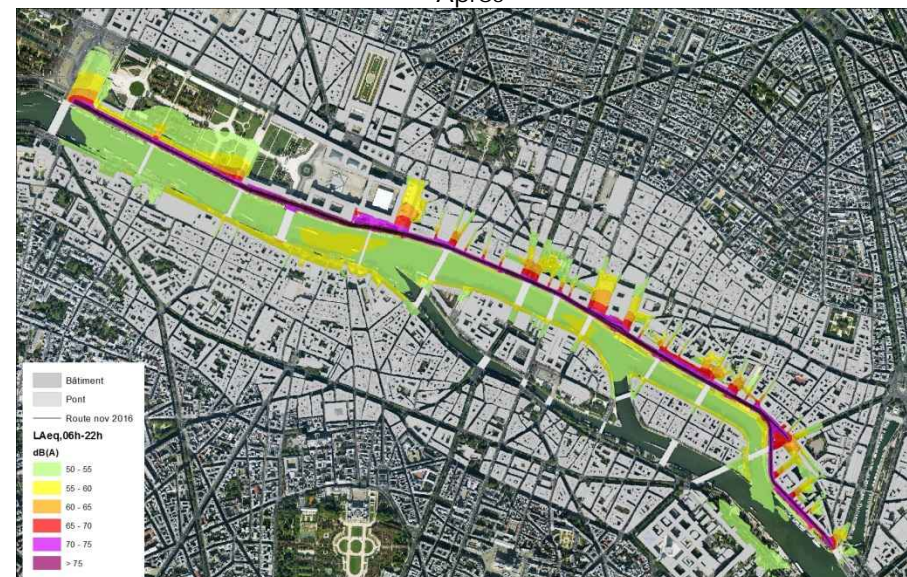 Après
Bâtiment
Pont
Route nov 2016
LAeq,06h-22h
dB(A)
50 - 55
55 - 60
60 - 65
65 - 70
70 - 75
> 75